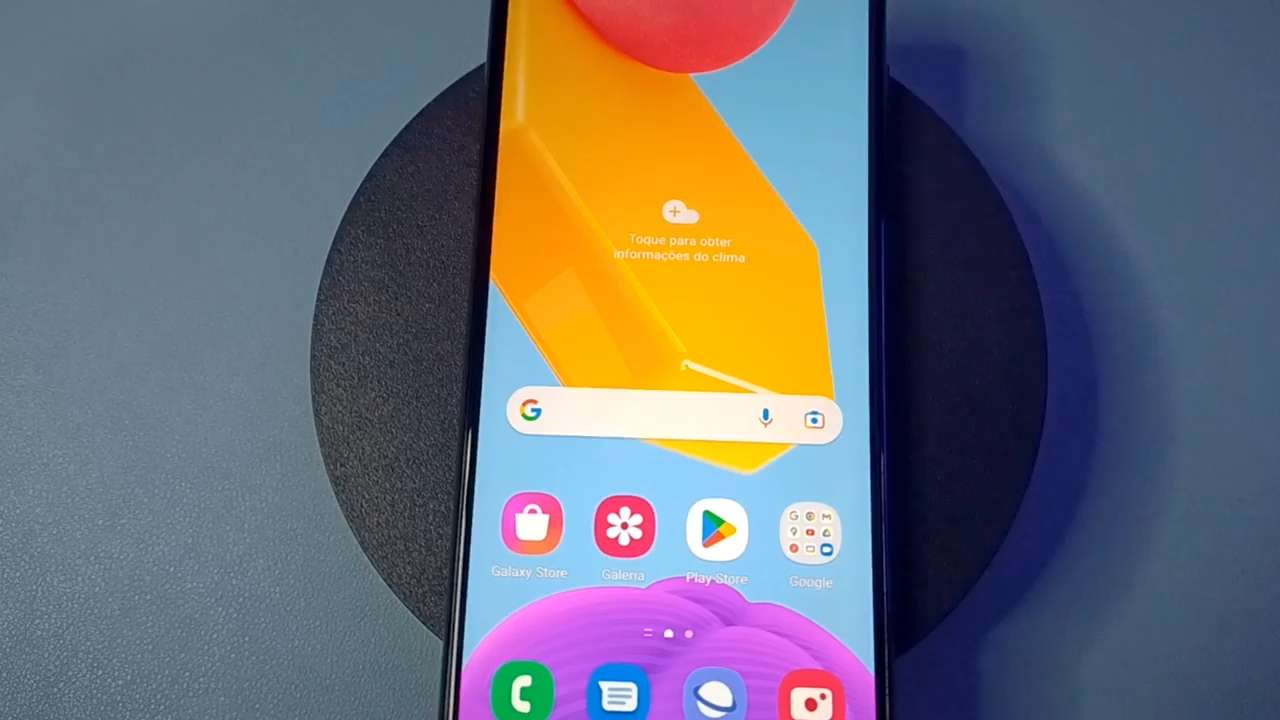 Toque para obter
informações do clima
G
Galaxy Store
Galeria
Play Store
Google